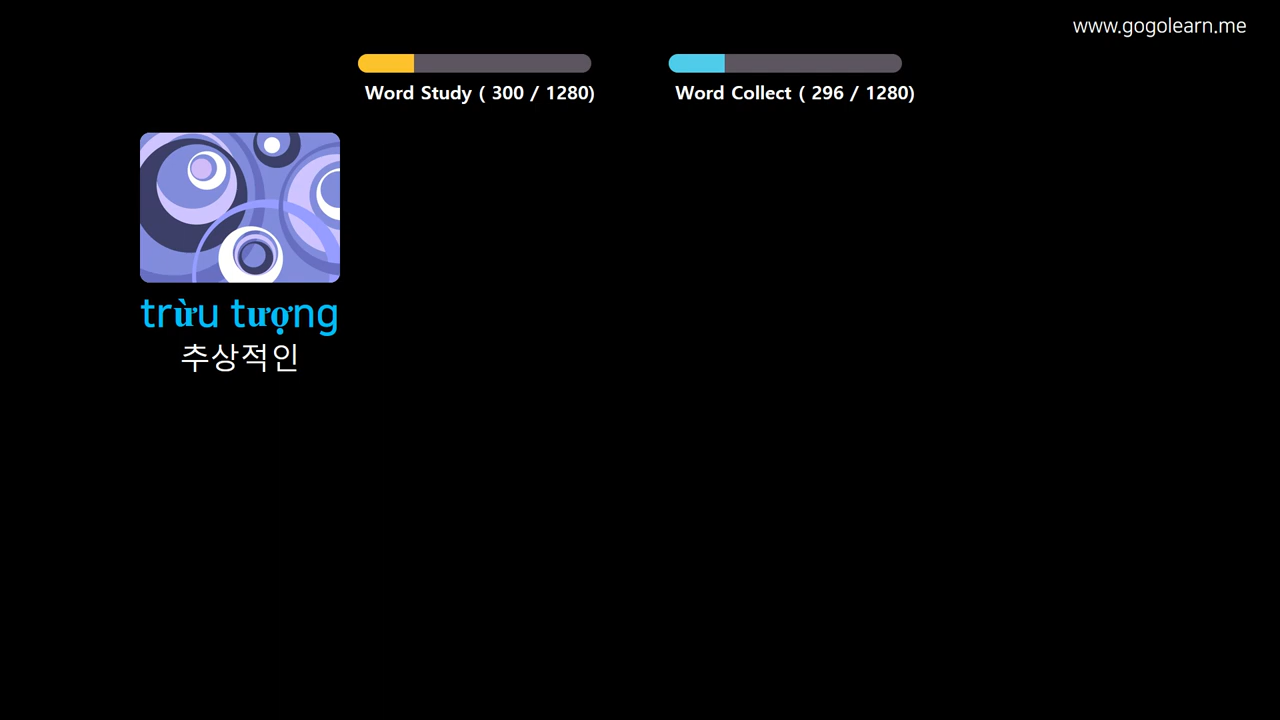 www.gogolearn.me
Word Study ( 300 / 1280)
Word Collect ( 296 / 1280)
trừu tượng
추상적인